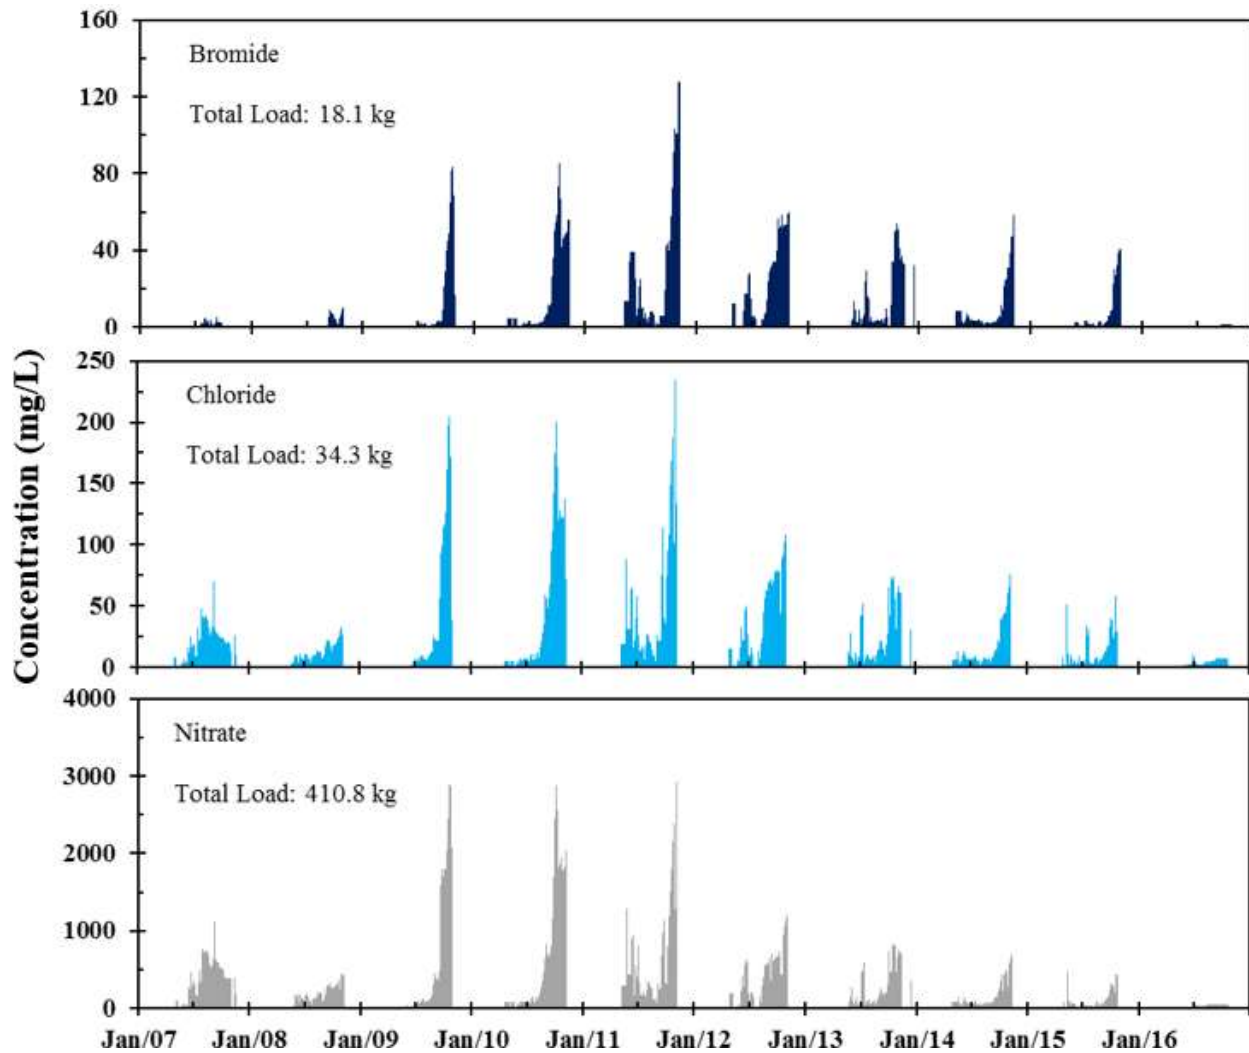 160
Bromide
120
Total Load: 18.1 kg
80
40
0
Concentration (mg/L)
250
Chloride
200
Total Load: 34.3 kg
150
100
50
0
4000
Nitrate
3000
Total Load: 410.8 kg
2000
1000
0
Jan/07 Jan/08 Jan/09 Jan/10 Jan/11 Jan/12 Jan/13 Jan/14 Jan/15 Jan/16